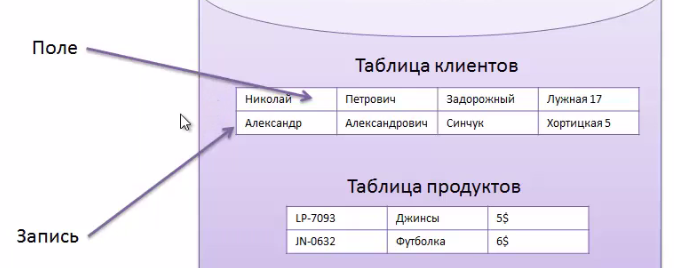 Поле
Таблица клиентов
Николай Петрович Задорожный Лужная 17
Александр Александрович Синчук Хортицкая 5
Таблица продуктов
LP-7093 Джинсы 5$
JN-0632 Футболка 6$
Запись